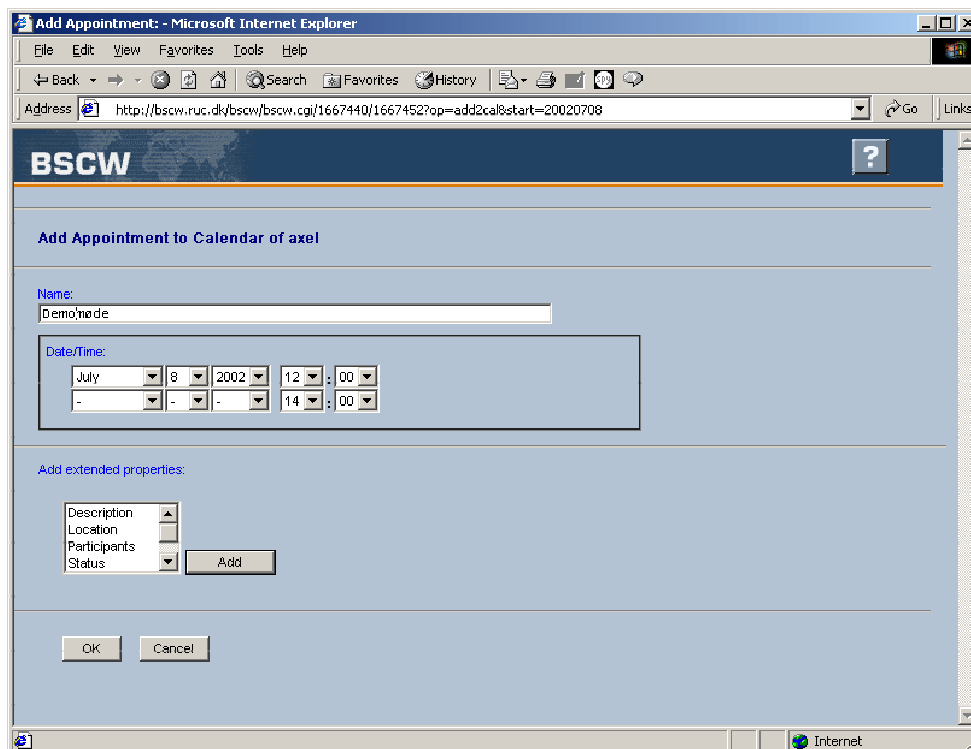 Add Appointment: - Microsoft Internet Explorer
File Edit View Favorites Tools Help
Back Search Favorites History
Address http://bscw.ruc.dk/bscw/bscw.cgi/1667440/1667452?op=add2cal&start=20020708 Go Links
BSCW ?
Add Appointment to Calendar of axel
Name:
Demo møde
Date/Time:
July 8 2002 12 : 00
- - - 14 : 00
Add extended properties:
Description
Location
Participants
Status
Add
OK Cancel
Internet